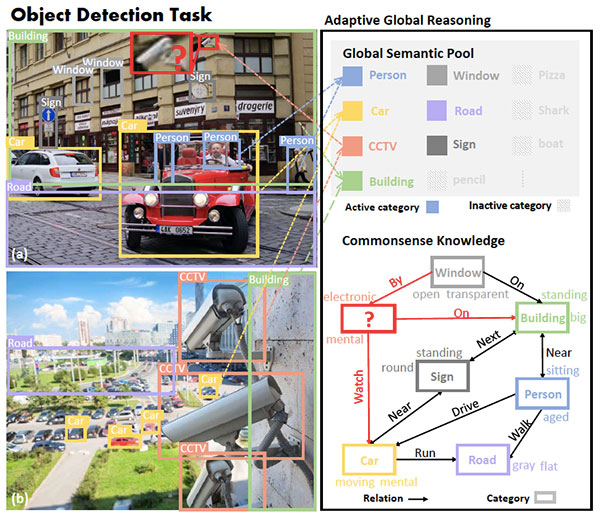 Object Detection Task
Building
?
Window
Window
Sign
Sign
suvenýry
drogerie
Car
Car
Person
Person
Person
Road
4AK 0652
(a)
CCTV
Building
Road
CCTV
Car
Car
Car
Car
CCTV
(b)
Adaptive Global Reasoning
Global Semantic Pool
Person
Window
Pizza
Car
Road
Shark
CCTV
Sign
boat
Building
pencil
Active category
Inactive category
Commonsense Knowledge
Window
By
On
electronic
open transparent
standing
?
On
Building
big
mental
Next
Near
standing
round
Sign
sitting
Watch
Near
Drive
Person
Walk
aged
Car
Run
Road
gray flat
moving mental
Relation
Category